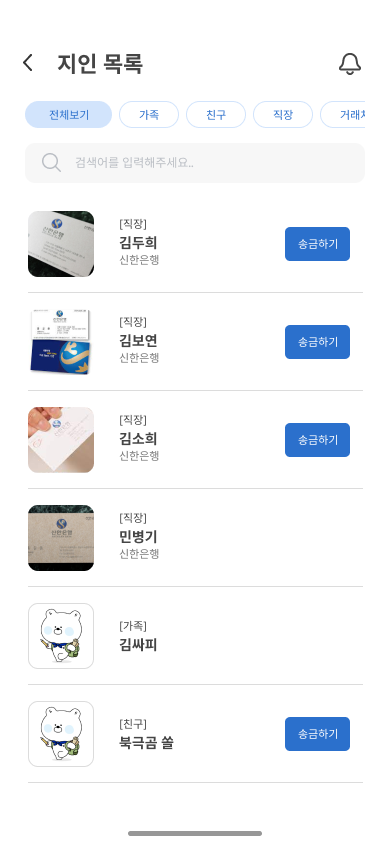 지인 목록
전체보기 가족 친구 직장 거래차
검색어를 입력해주세요..
[직장]
김두희
신한은행
송금하기
[직장]
김보연
신한은행
송금하기
[직장]
김소희
신한은행
송금하기
[직장]
민병기
신한은행
[가족]
김싸피
[친구]
북극곰 쏠
송금하기